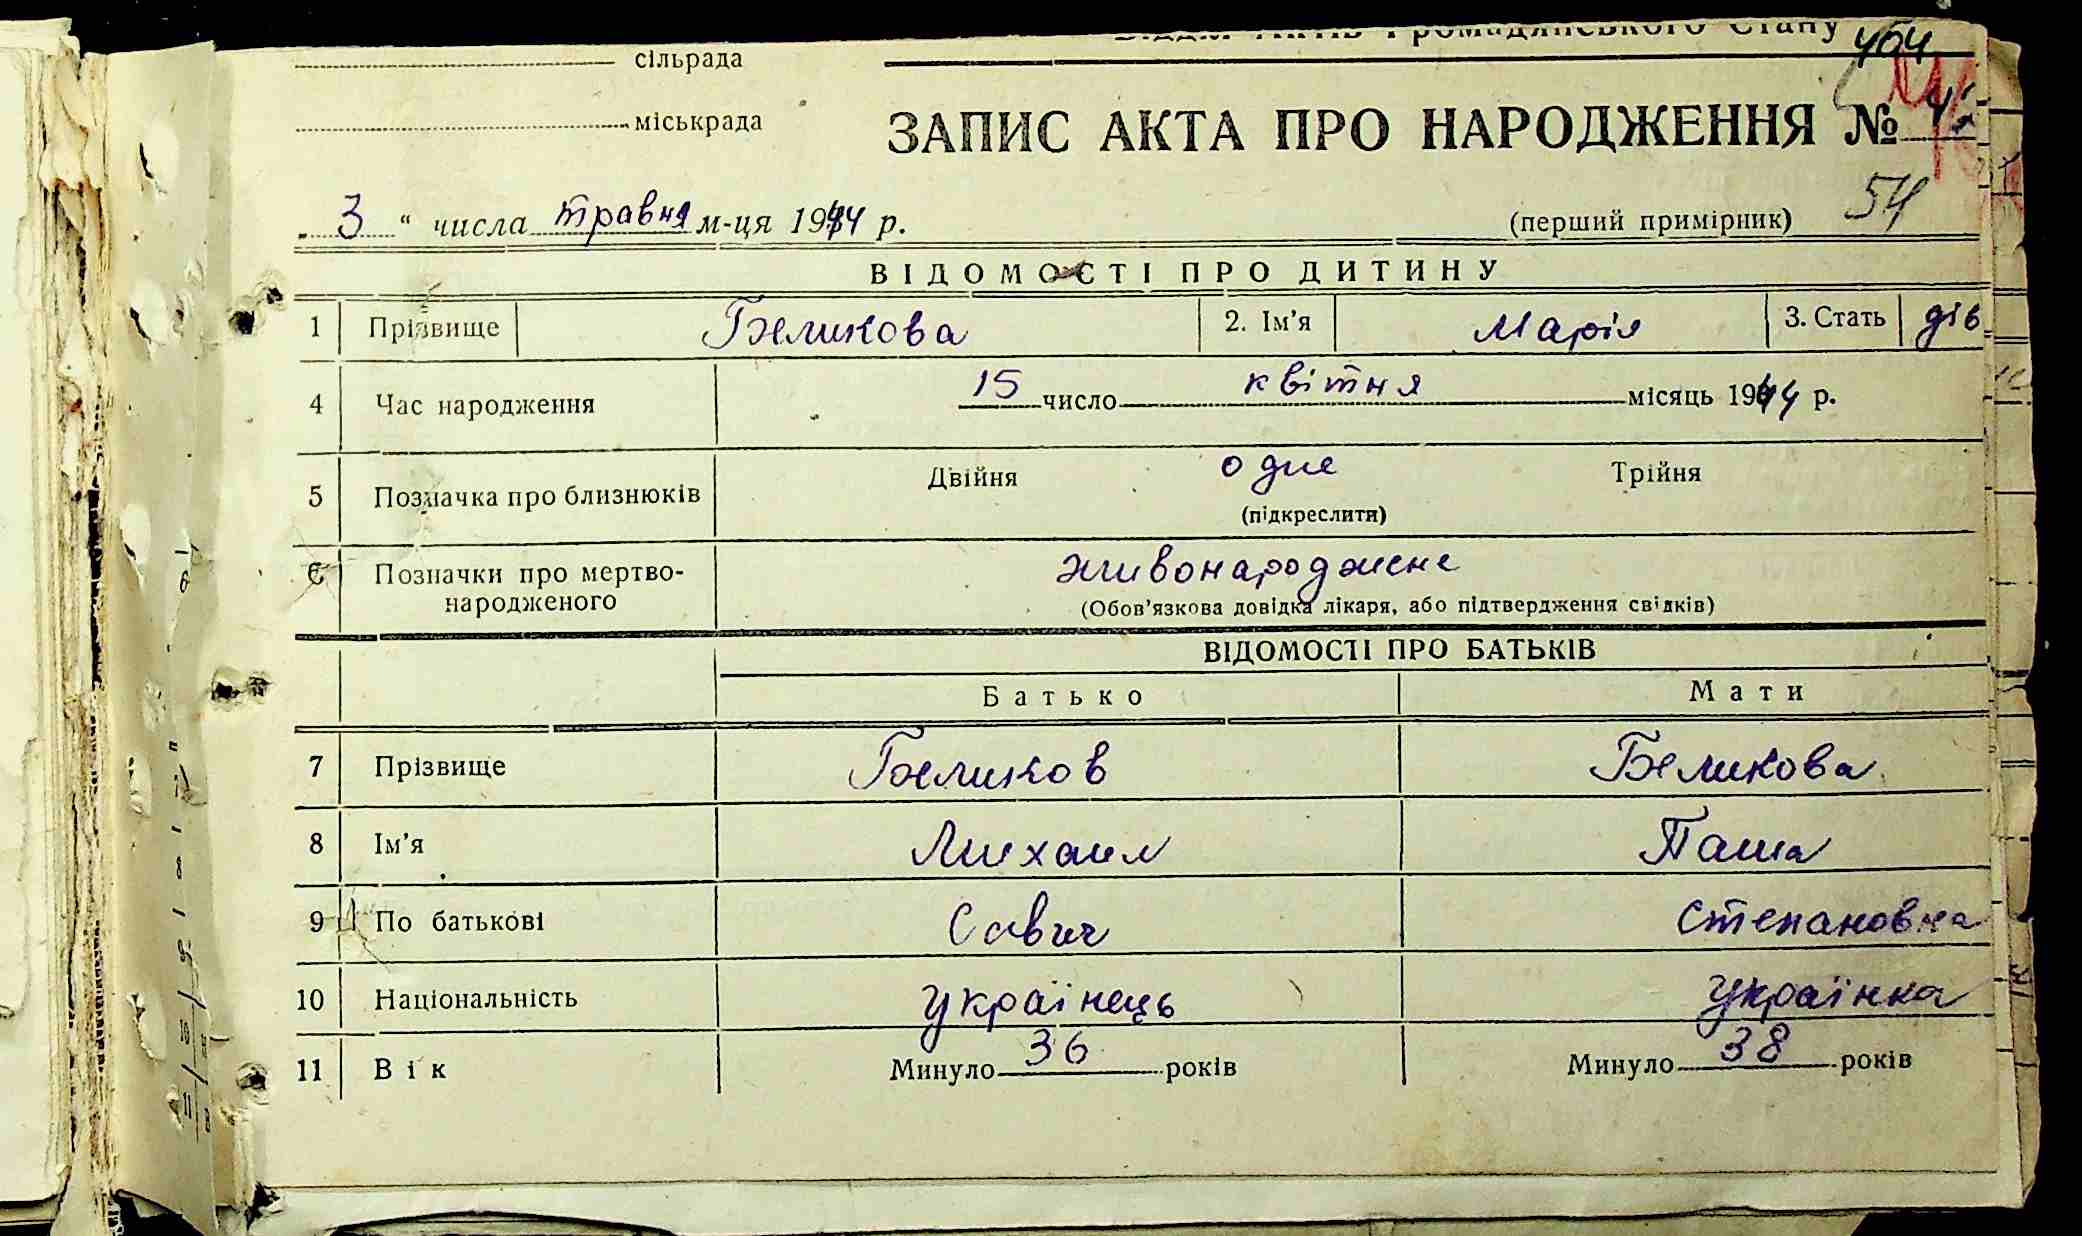 Відділ Актів Громадянського Стану
сільрада 464
міськрада
ЗАПИС АКТА ПРО НАРОДЖЕННЯ №
„ 3 “ числа травня м-ця 1944 р. (перший примірник) 54
ВІДОМОСТІ ПРО ДИТИНУ
1 Прізвище Беликова 2. Ім’я Марія 3. Стать дів
4 Час народження 15 число квітня місяць 1944 р.
5 Позначка про близнюків Двійня одне Трійня
(підкреслити)
6 Позначки про мертво- живонароджене
народженого (Обов’язкова довідка лікаря, або підтвердження свідків)
ВІДОМОСТІ ПРО БАТЬКІВ
Батько Мати
7 Прізвище Беликов Беликова
8 Ім’я Михаил Паша
9 По батькові Савич Степановна
10 Національність Українець Українка
11 Вік Минуло 36 років Минуло 38 років